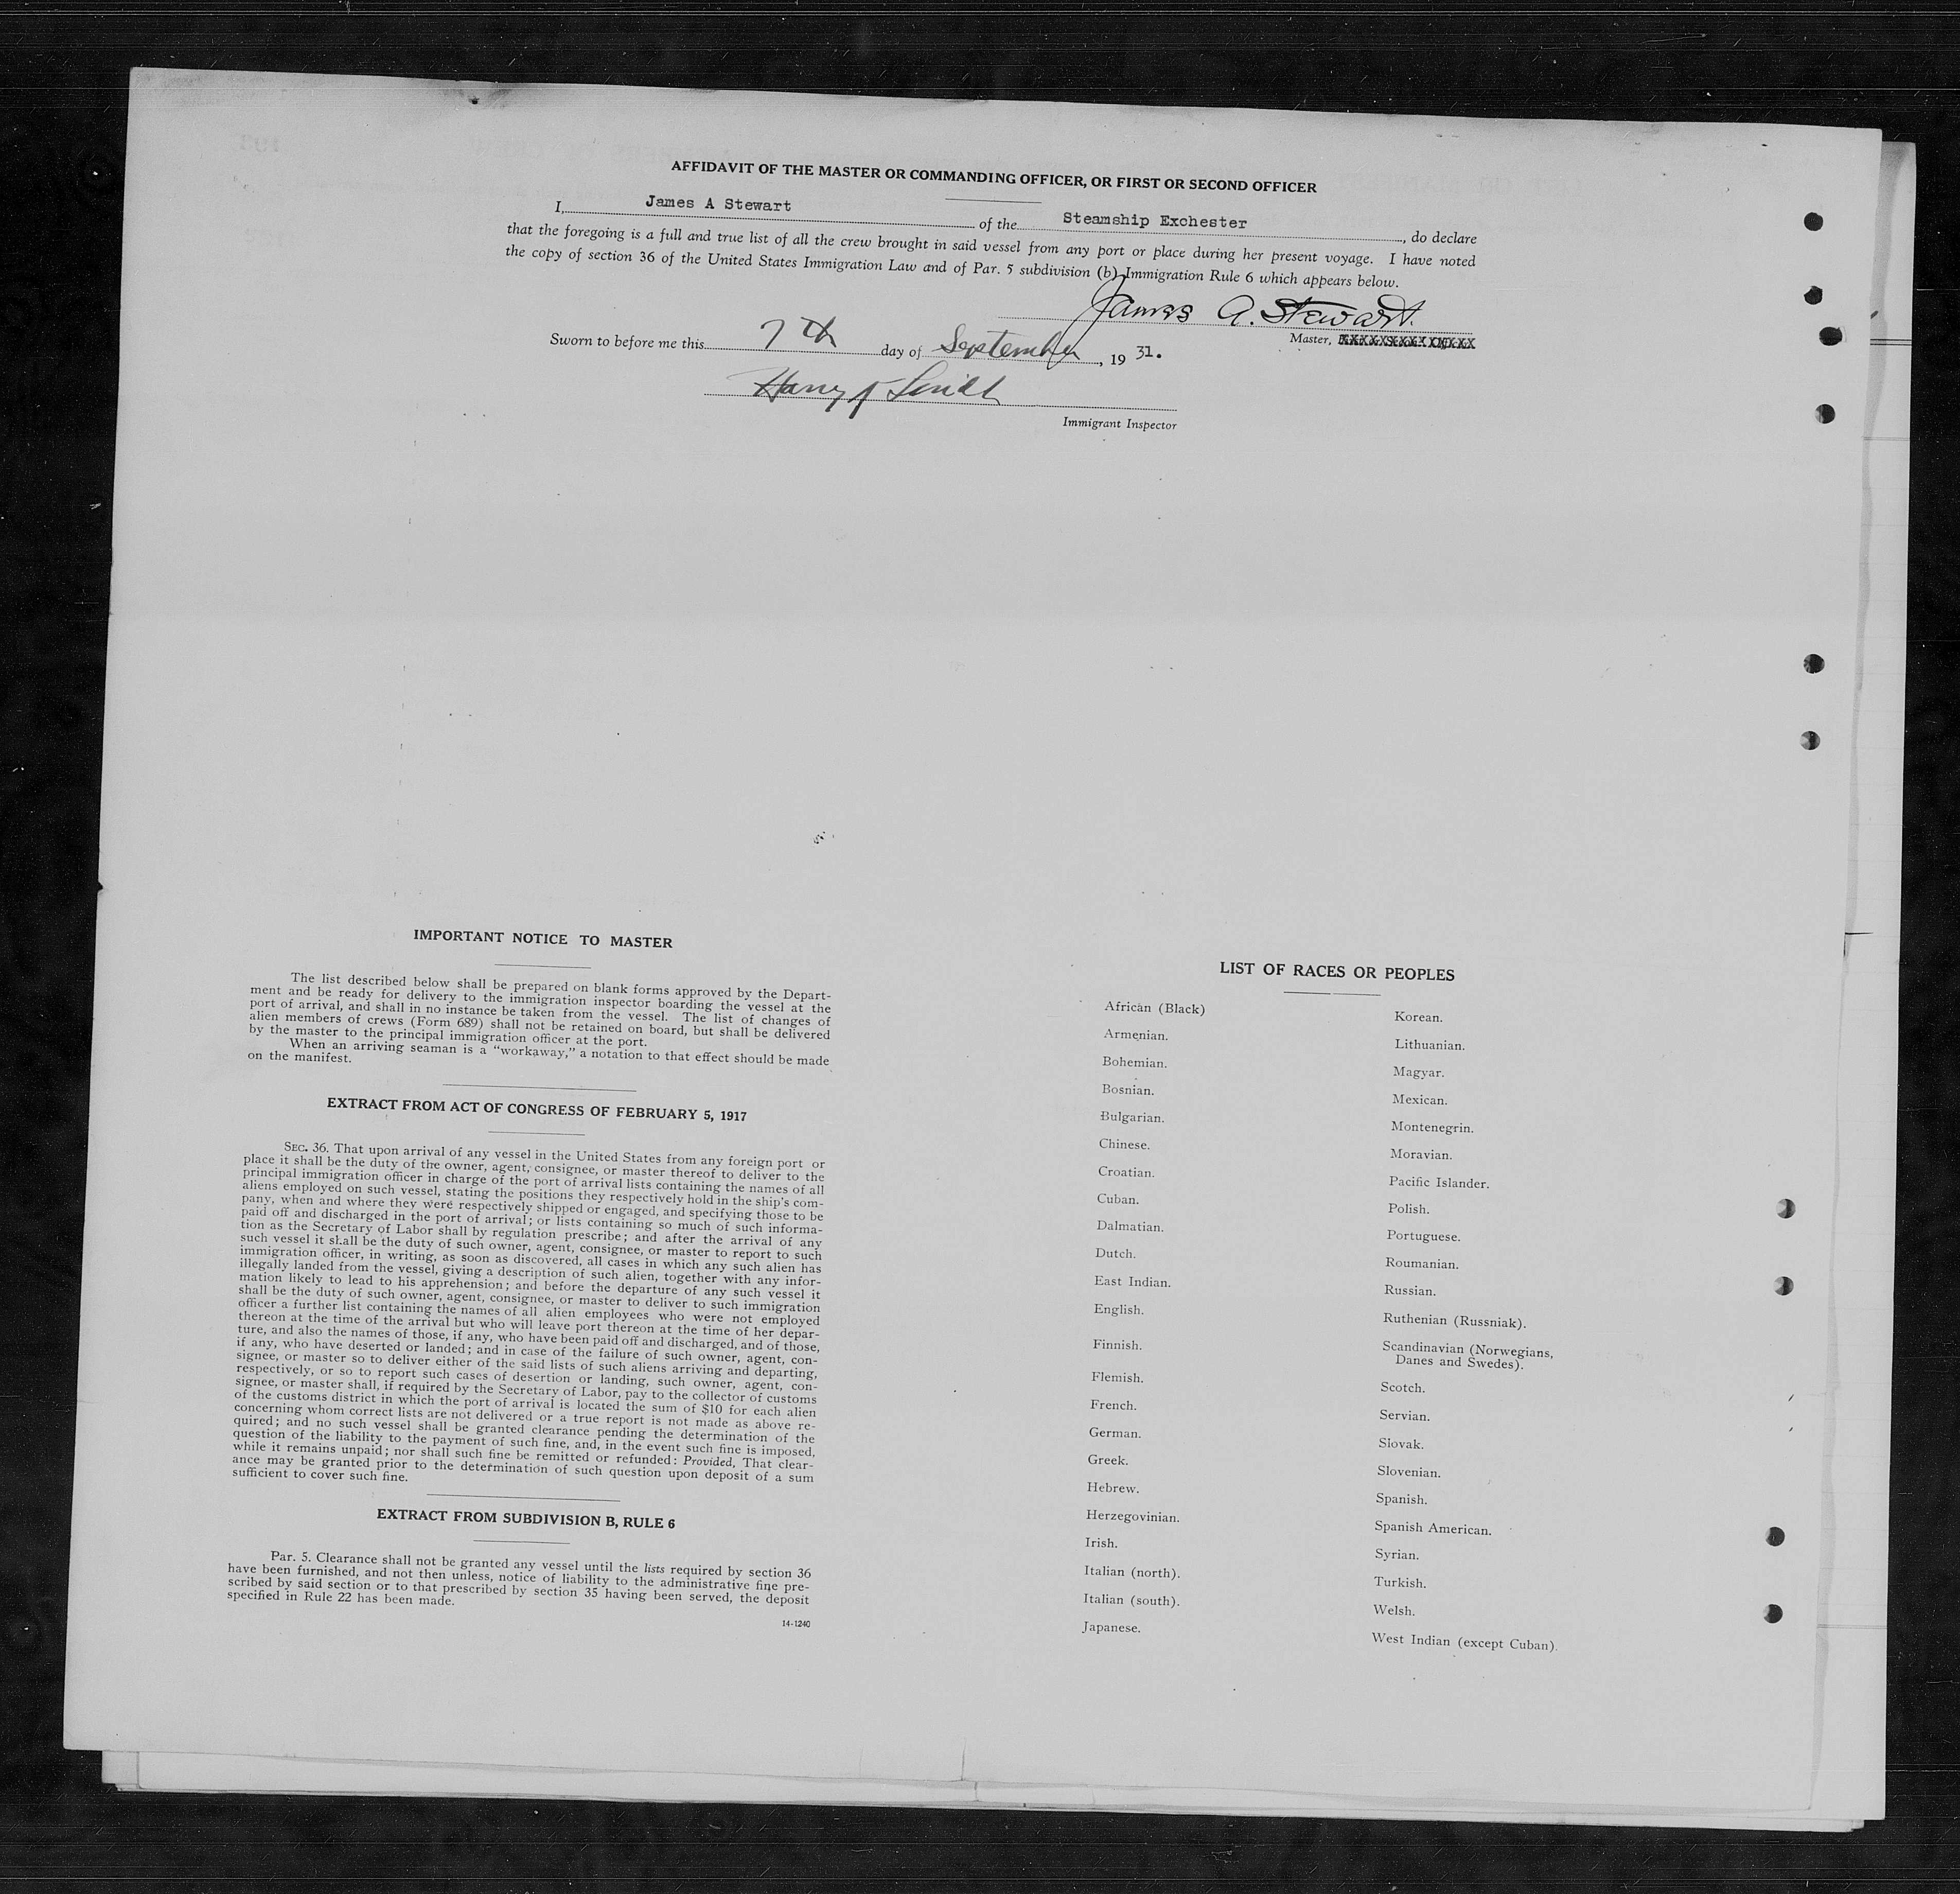 AFFIDAVIT OF THE MASTER OR COMMANDING OFFICER, OR FIRST OR SECOND OFFICER
I, James A Stewart of the Steamship Exchester, do declare
that the foregoing is a full and true list of all the crew brought in said vessel from any port or place during her present voyage. I have noted
the copy of section 36 of the United States Immigration Law and of Par. 5 subdivision (b) Immigration Rule 6 which appears below.
James A. Stewart.
Master,
Sworn to before me this 7th day of September, 19 31.
Harry Smith
Immigrant Inspector
IMPORTANT NOTICE TO MASTER
The list described below shall be prepared on blank forms approved by the Depart-
ment and be ready for delivery to the immigration inspector boarding the vessel at the
port of arrival, and shall in no instance be taken from the vessel. The list of changes of
alien members of crews (Form 689) shall not be retained on board, but shall be delivered
by the master to the principal immigration officer at the port.
When an arriving seaman is a "workaway," a notation to that effect should be made
on the manifest.
EXTRACT FROM ACT OF CONGRESS OF FEBRUARY 5, 1917
SEC. 36. That upon arrival of any vessel in the United States from any foreign port or
place it shall be the duty of the owner, agent, consignee, or master thereof to deliver to the
principal immigration officer in charge of the port of arrival lists containing the names of all
aliens employed on such vessel, stating the positions they respectively hold in the ship's com-
pany, when and where they were respectively shipped or engaged, and specifying those to be
paid off and discharged in the port of arrival; or lists containing so much of such informa-
tion as the Secretary of Labor shall by regulation prescribe; and after the arrival of any
such vessel it shall be the duty of such owner, agent, consignee, or master to report to such
immigration officer, in writing, as soon as discovered, all cases in which any such alien has
illegally landed from the vessel, giving a description of such alien, together with any infor-
mation likely to lead to his apprehension; and before the departure of any such vessel it
shall be the duty of such owner, agent, consignee, or master to deliver to such immigration
officer a further list containing the names of all alien employees who were not employed
thereon at the time of the arrival but who will leave port thereon at the time of her depar-
ture, and also the names of those, if any, who have been paid off and discharged, and of those,
if any, who have deserted or landed; and in case of the failure of such owner, agent, con-
signee, or master so to deliver either of the said lists of such aliens arriving and departing,
respectively, or so to report such cases of desertion or landing, such owner, agent, con-
signee, or master shall, if required by the Secretary of Labor, pay to the collector of customs
of the customs district in which the port of arrival is located the sum of $10 for each alien
concerning whom correct lists are not delivered or a true report is not made as above re-
quired; and no such vessel shall be granted clearance pending the determination of the
question of the liability to the payment of such fine, and, in the event such fine is imposed,
while it remains unpaid; nor shall such fine be remitted or refunded: Provided, That clear-
ance may be granted prior to the determination of such question upon deposit of a sum
sufficient to cover such fine.
EXTRACT FROM SUBDIVISION B, RULE 6
Par. 5. Clearance shall not be granted any vessel until the lists required by section 36
have been furnished, and not then unless, notice of liability to the administrative fine pre-
scribed by said section or to that prescribed by section 35 having been served, the deposit
specified in Rule 22 has been made.
14-1240
LIST OF RACES OR PEOPLES
African (Black)
Armenian.
Bohemian.
Bosnian.
Bulgarian.
Chinese.
Croatian.
Cuban.
Dalmatian.
Dutch.
East Indian.
English.
Finnish.
Flemish.
French.
German.
Greek.
Hebrew.
Herzegovinian.
Irish.
Italian (north).
Italian (south).
Japanese.
Korean.
Lithuanian.
Magyar.
Mexican.
Montenegrin.
Moravian.
Pacific Islander.
Polish.
Portuguese.
Roumanian.
Russian.
Ruthenian (Russniak).
Scandinavian (Norwegians,
Danes and Swedes).
Scotch.
Servian.
Slovak.
Slovenian.
Spanish.
Spanish American.
Syrian.
Turkish.
Welsh.
West Indian (except Cuban).